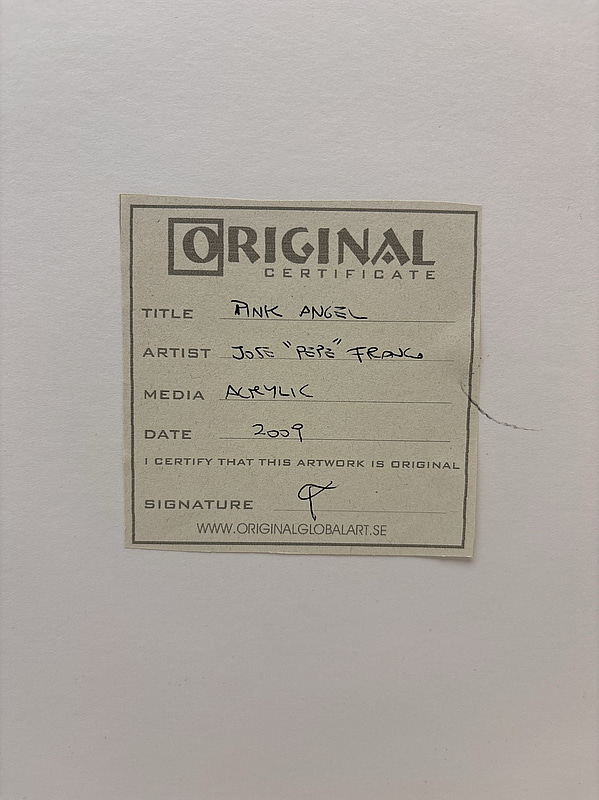 ORIGINAL
CERTIFICATE
TITLE PINK ANGEL
ARTIST JOSE "PEPE" FRANCO
MEDIA ACRYLIC
DATE 2009
I CERTIFY THAT THIS ARTWORK IS ORIGINAL
SIGNATURE
WWW.ORIGINALGLOBALART.SE